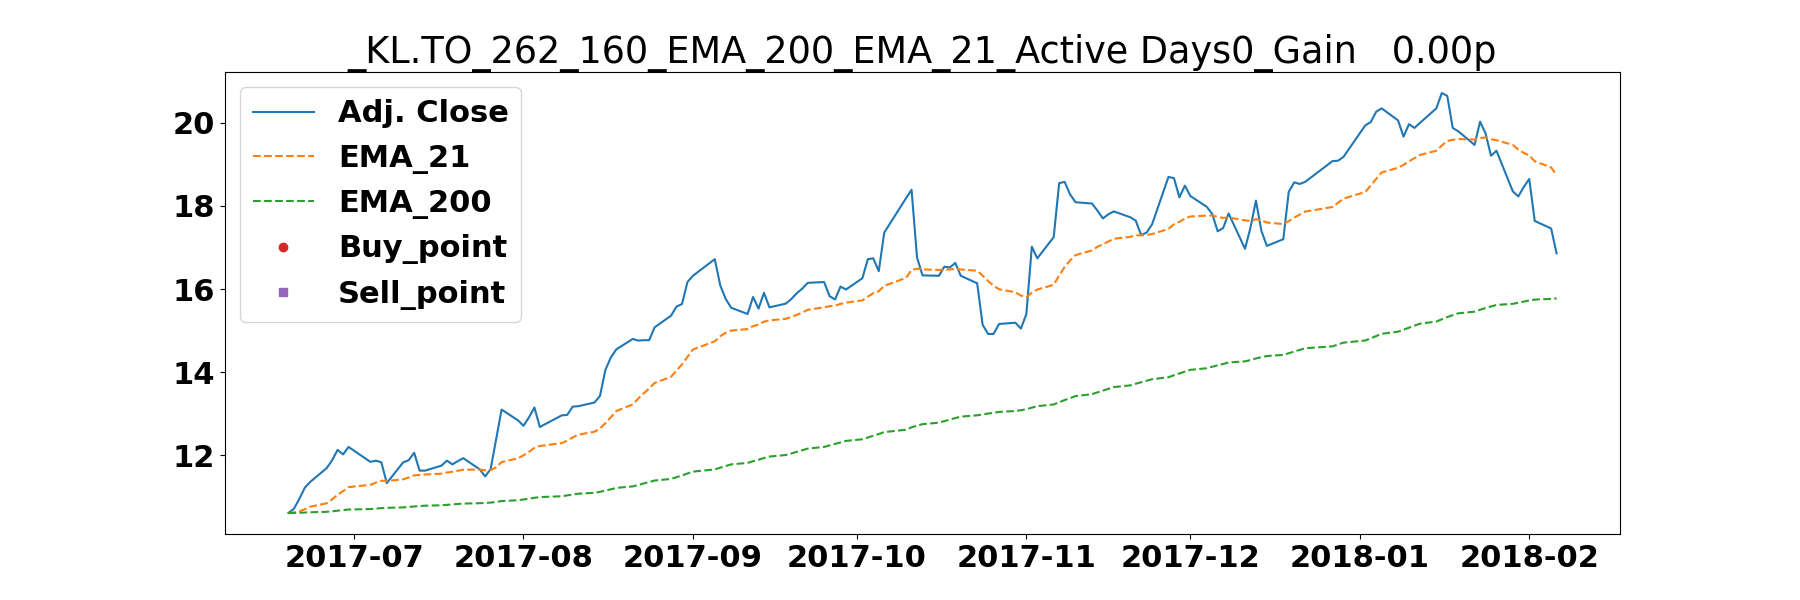 _KL.TO_262_160_EMA_200_EMA_21_Active Days0_Gain   0.00p
Adj. Close
EMA_21
EMA_200
Buy_point
Sell_point
20
18
16
14
12
2017-07 2017-08 2017-09 2017-10 2017-11 2017-12 2018-01 2018-02